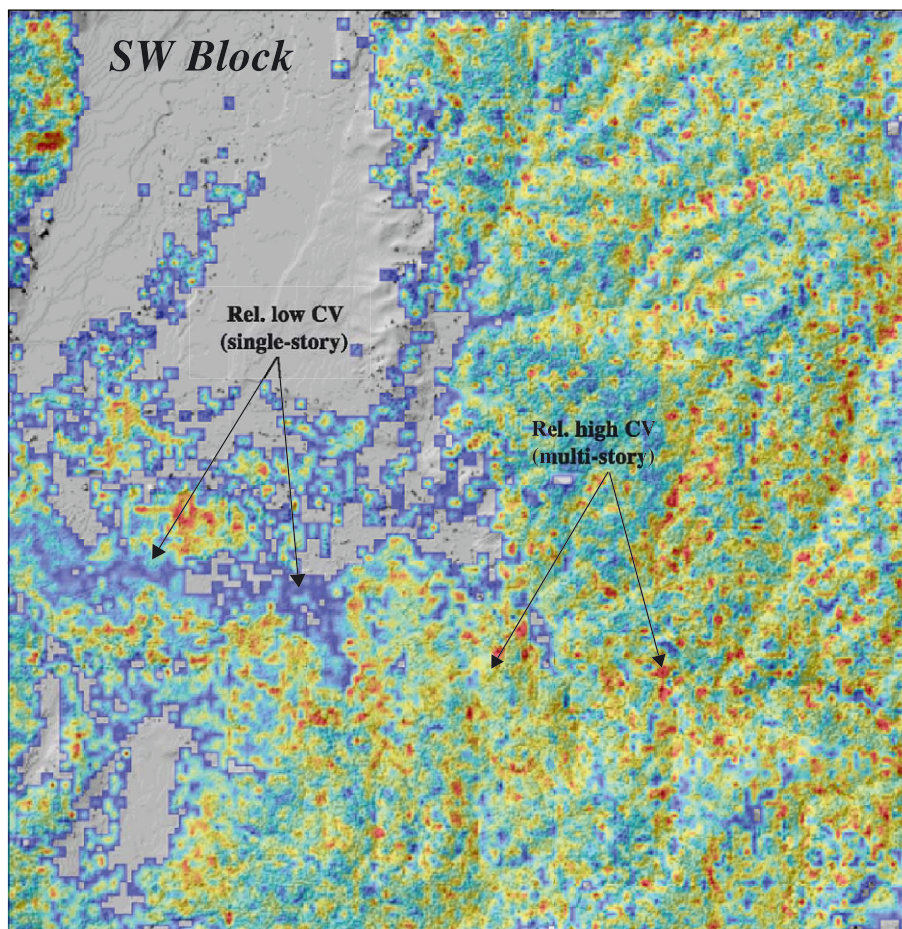 SW Block
Rel. low CV
(single-story)
Rel. high CV
(multi-story)